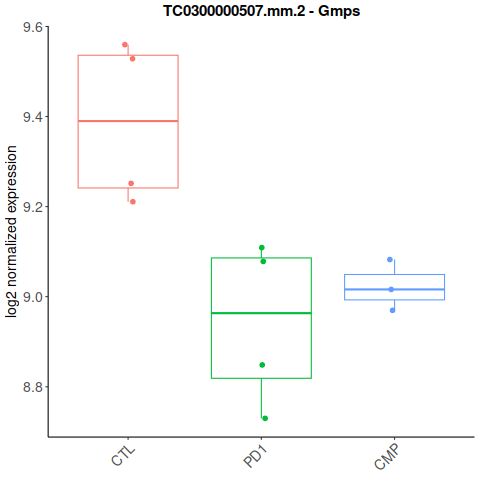 TC0300000507.mm.2 - Gmps
log2 normalized expression
9.6
9.4
9.2
9.0
8.8
CTL
PD1
CMP